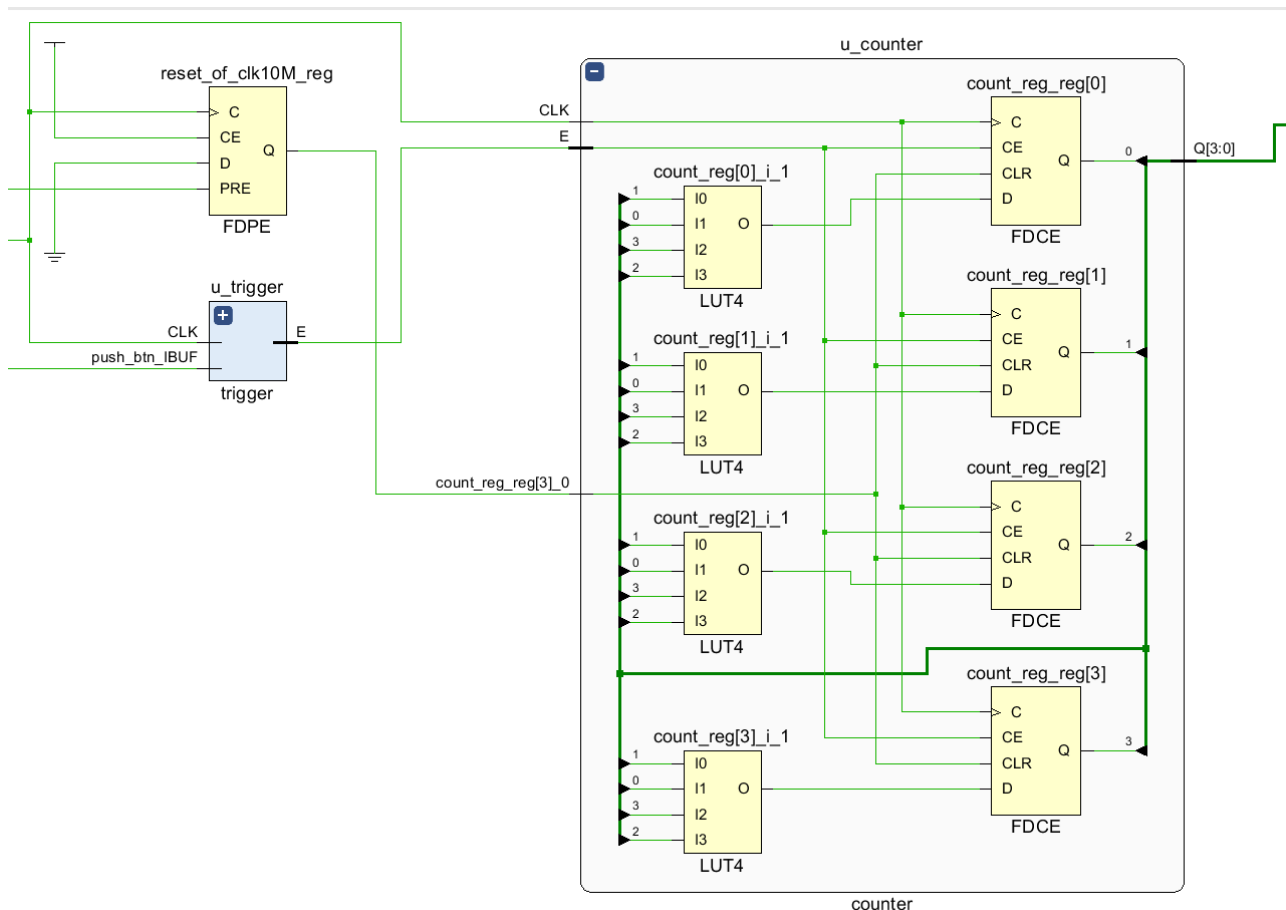 reset_of_clk10M_reg
C
CE
D
PRE
Q
FDPE
u_trigger
CLK
push_btn_IBUF
E
trigger
u_counter
CLK
E
count_reg_reg[3]_0
count_reg[0]_i_1
1 I0
0 I1
3 I2
2 I3
O
LUT4
count_reg[1]_i_1
1 I0
0 I1
3 I2
2 I3
O
LUT4
count_reg[2]_i_1
1 I0
0 I1
3 I2
2 I3
O
LUT4
count_reg[3]_i_1
1 I0
0 I1
3 I2
2 I3
O
LUT4
count_reg_reg[0]
C
CE
CLR
D
Q 0
FDCE
count_reg_reg[1]
C
CE
CLR
D
Q 1
FDCE
count_reg_reg[2]
C
CE
CLR
D
Q 2
FDCE
count_reg_reg[3]
C
CE
CLR
D
Q 3
FDCE
Q[3:0]
counter